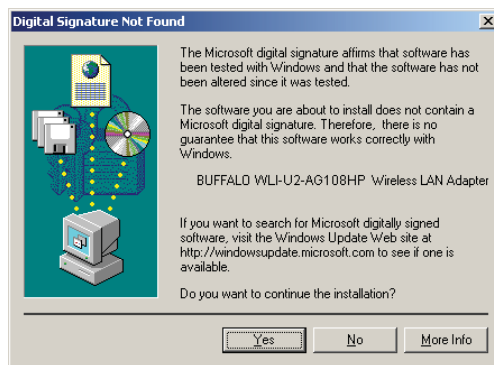 Digital Signature Not Found
The Microsoft digital signature affirms that software has
been tested with Windows and that the software has not
been altered since it was tested.
The software you are about to install does not contain a
Microsoft digital signature. Therefore, there is no
guarantee that this software works correctly with
Windows.
BUFFALO WLI-U2-AG108HP Wireless LAN Adapter
If you want to search for Microsoft digitally signed
software, visit the Windows Update Web site at
http://windowsupdate.microsoft.com to see if one is
available.
Do you want to continue the installation?
Yes No More Info